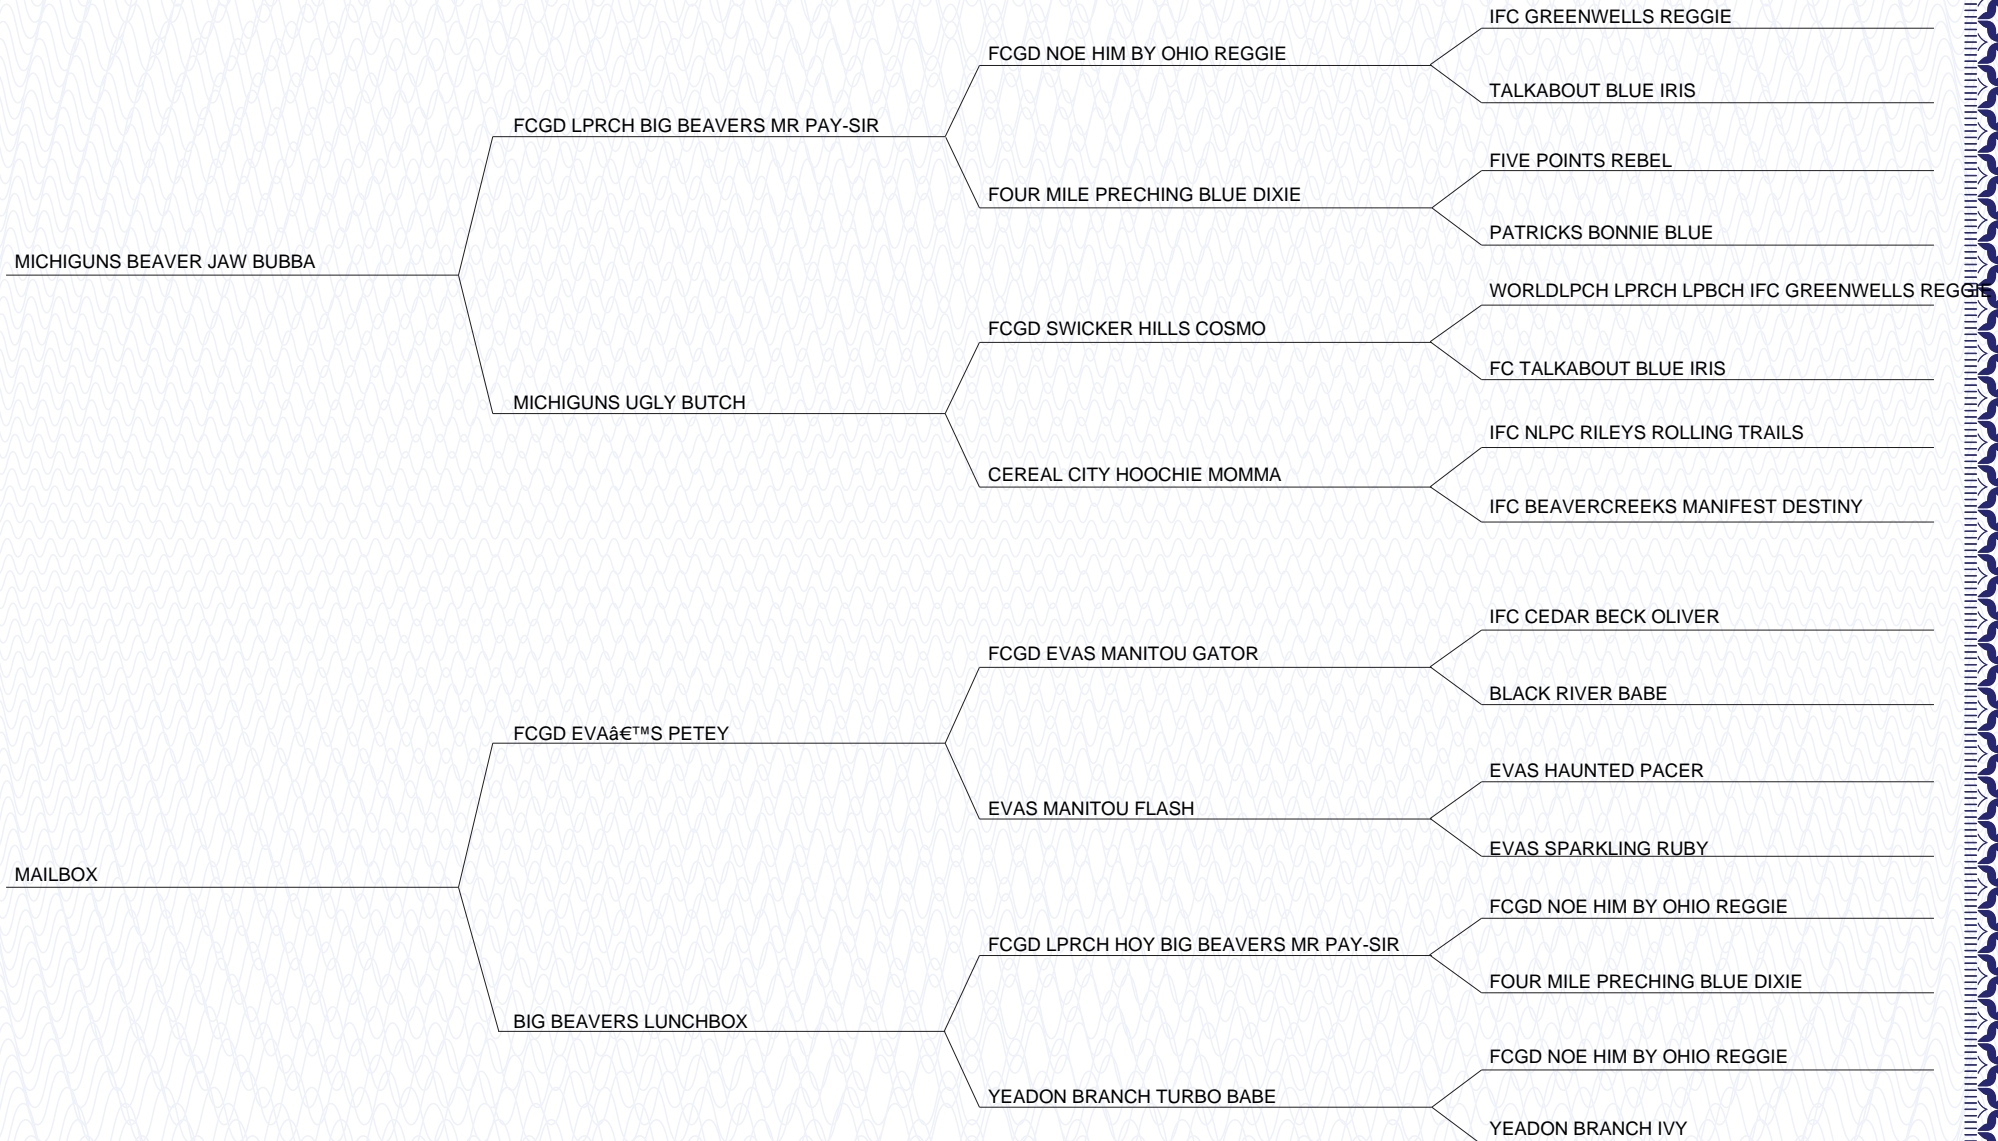 IFC GREENWELLS REGGIE
FCGD NOE HIM BY OHIO REGGIE
TALKABOUT BLUE IRIS
FCGD LPRCH BIG BEAVERS MR PAY-SIR
FIVE POINTS REBEL
FOUR MILE PRECHING BLUE DIXIE
PATRICKS BONNIE BLUE
MICHIGUNS BEAVER JAW BUBBA
WORLDLPCH LPRCH LPBCH IFC GREENWELLS REGGIE
FCGD SWICKER HILLS COSMO
FC TALKABOUT BLUE IRIS
MICHIGUNS UGLY BUTCH
IFC NLPC RILEYS ROLLING TRAILS
CEREAL CITY HOOCHIE MOMMA
IFC BEAVERCREEKS MANIFEST DESTINY
IFC CEDAR BECK OLIVER
FCGD EVAS MANITOU GATOR
BLACK RIVER BABE
FCGD EVAâ€™S PETEY
EVAS HAUNTED PACER
EVAS MANITOU FLASH
EVAS SPARKLING RUBY
MAILBOX
FCGD NOE HIM BY OHIO REGGIE
FCGD LPRCH HOY BIG BEAVERS MR PAY-SIR
FOUR MILE PRECHING BLUE DIXIE
BIG BEAVERS LUNCHBOX
FCGD NOE HIM BY OHIO REGGIE
YEADON BRANCH TURBO BABE
YEADON BRANCH IVY